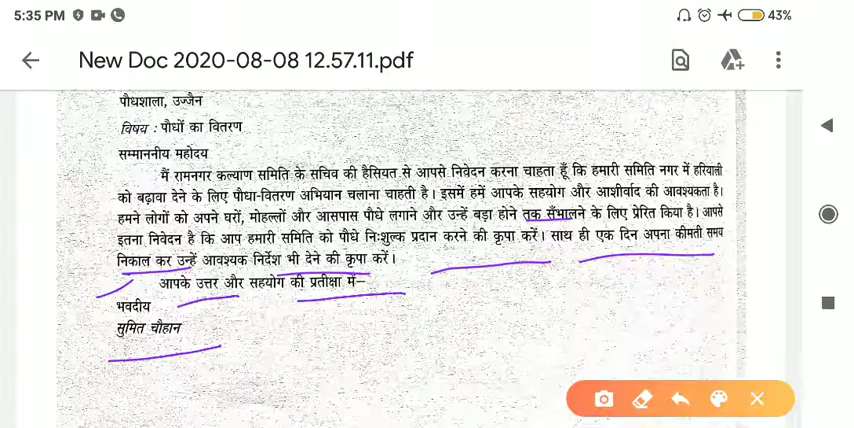 5:35 PM 43%
New Doc 2020-08-08 12.57.11.pdf
पौधशाला, उज्जैन
विषय : पौधों का वितरण
सम्माननीय महोदय
मैं रामनगर कल्याण समिति के सचिव की हैसियत से आपसे निवेदन करना चाहता हूँ कि हमारी समिति नगर में हरियाली
को बढ़ावा देने के लिए पौधा-वितरण अभियान चलाना चाहती है। इसमें हमें आपके सहयोग और आशीर्वाद की आवश्यकता है।
हमने लोगों को अपने घरों, मोहल्लों और आसपास पौधे लगाने और उन्हें बड़ा होने तक सँभालने के लिए प्रेरित किया है। आपसे
इतना निवेदन है कि आप हमारी समिति को पौधे निःशुल्क प्रदान करने की कृपा करें। साथ ही एक दिन अपना कीमती समय
निकाल कर उन्हें आवश्यक निर्देश भी देने की कृपा करें।
आपके उत्तर और सहयोग की प्रतीक्षा में—
भवदीय
सुमित चौहान